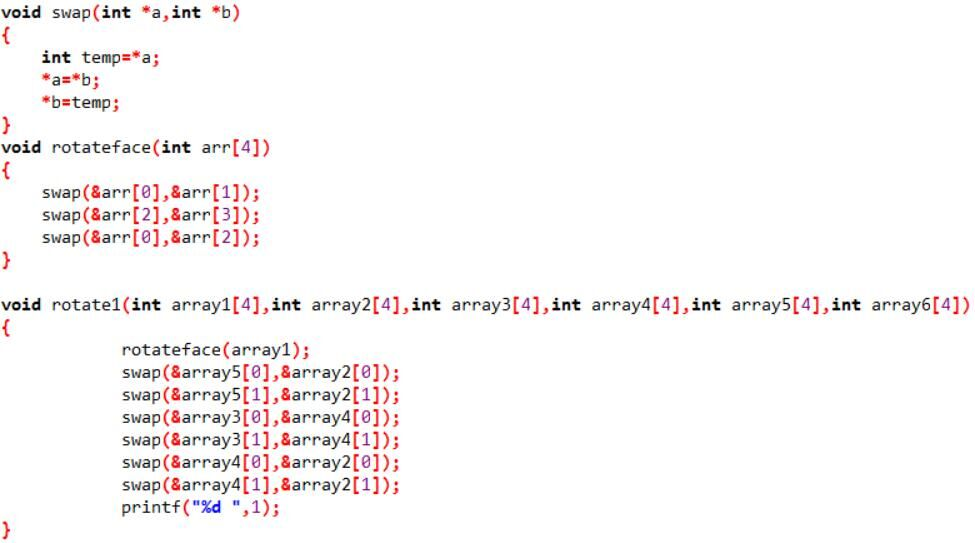 void swap(int *a,int *b)
{
    int temp=*a;
    *a=*b;
    *b=temp;
}
void rotateface(int arr[4])
{
    swap(&arr[0],&arr[1]);
    swap(&arr[2],&arr[3]);
    swap(&arr[0],&arr[2]);
}

void rotate1(int array1[4],int array2[4],int array3[4],int array4[4],int array5[4],int array6[4])
{
            rotateface(array1);
            swap(&array5[0],&array2[0]);
            swap(&array5[1],&array2[1]);
            swap(&array3[0],&array4[0]);
            swap(&array3[1],&array4[1]);
            swap(&array4[0],&array2[0]);
            swap(&array4[1],&array2[1]);
            printf("%d ",1);
}